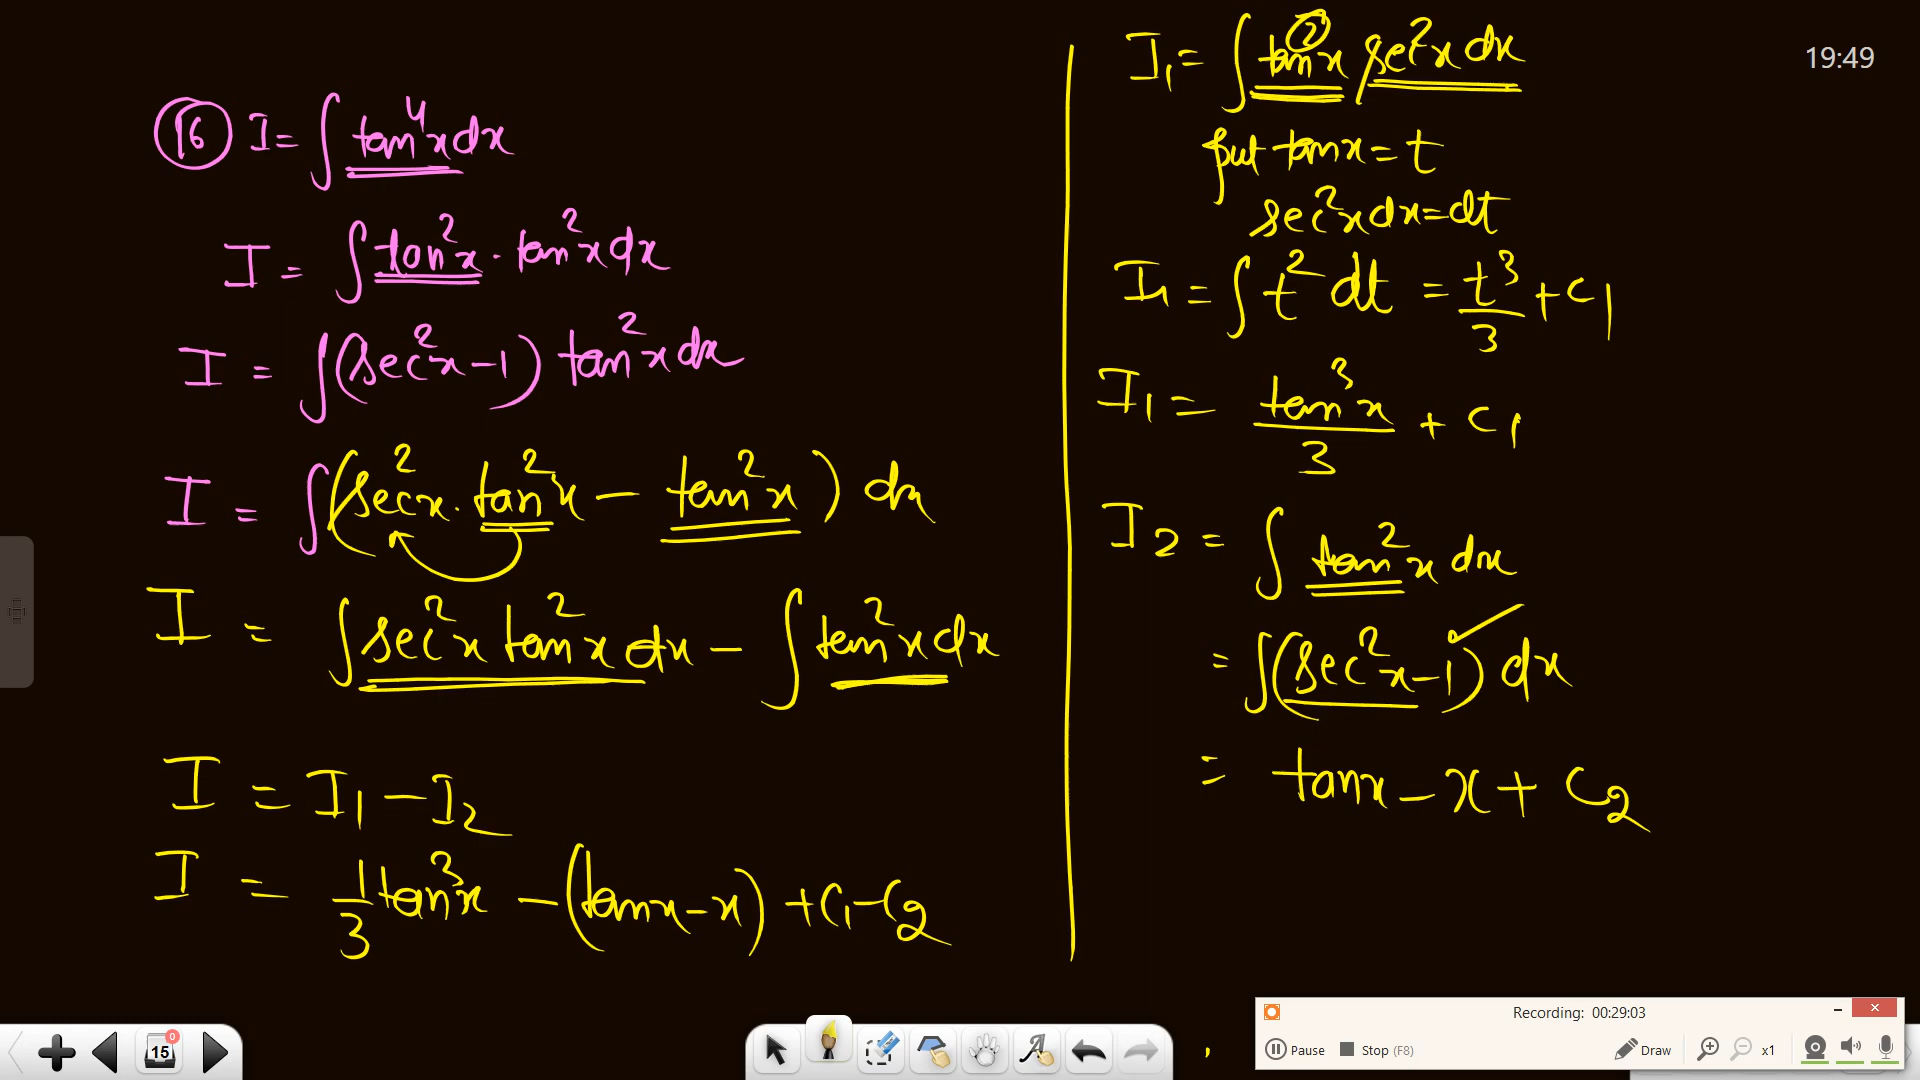 (16) I = ∫ tan⁴x dx
I = ∫ tan²x · tan²x dx
I = ∫ (sec²x - 1) tan²x dx
I = ∫ (sec²x · tan²x - tan²x) dx
I = ∫ sec²x tan²x dx - ∫ tan²x dx
I = I₁ - I₂
I = 1/3 tan³x - (tanx - x) + C₁ - C₂
I₁ = ∫ tan²x sec²x dx
put tanx = t
sec²x dx = dt
I₁ = ∫ t² dt = t³/3 + C₁
I₁ = tan³x/3 + C₁
I₂ = ∫ tan²x dx
= ∫ (sec²x - 1) dx
= tanx - x + C₂
19:49
15
0
Recording: 00:29:03
Pause Stop (F8) Draw x1